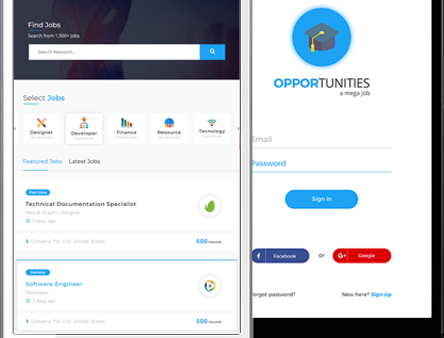 Find Jobs
Search from 1,500+ Jobs
Search Keyword...
Select Jobs
Designer
Developer
Finance
Resource
Tecnology
Featured Jobs
Latest Jobs
Part time
Technical Documentation Specialist
Web & Graphic Designer
3 days ago
Conversi Pvt. Ltd. United States
600/month
Remote
Software Engineer
Developer
3 days ago
Conversi Pvt. Ltd. United States
500/month
OPPORTUNITIES
a mega job
Email
Password
Sign in
Facebook
or
Google
orgot password?
New here? Sign Up